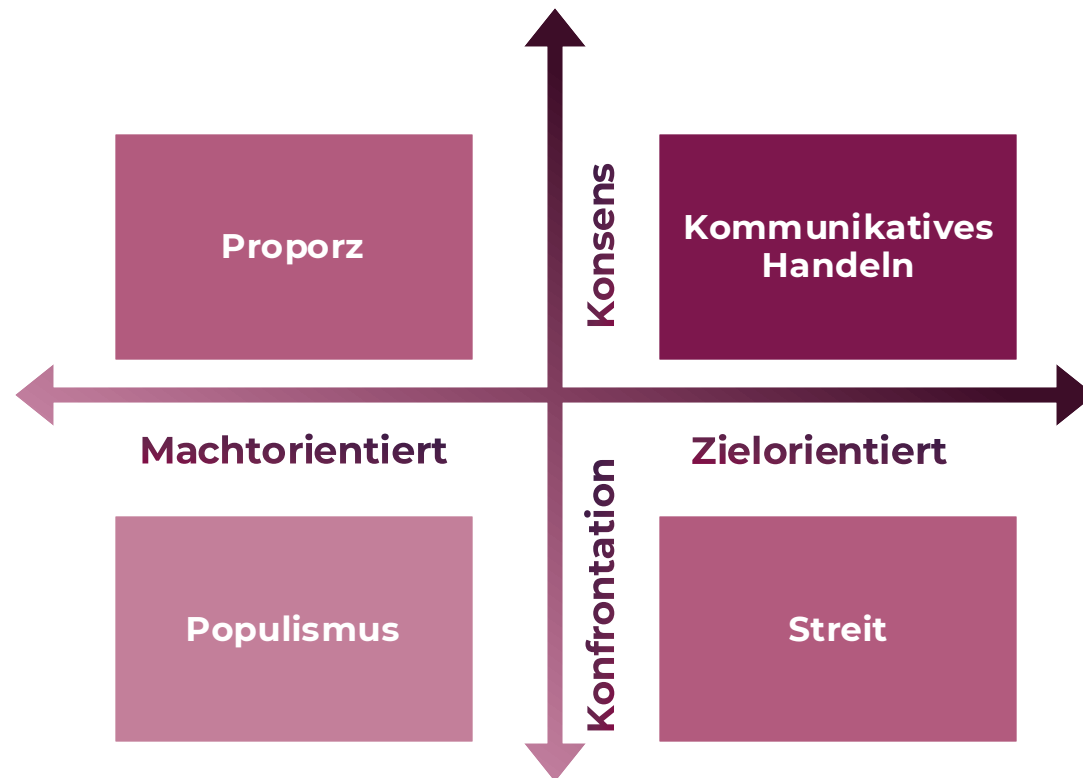 Proporz
Konsens
Kommunikatives
Handeln
Machtorientiert
Zielorientiert
Populismus
Konfrontation
Streit